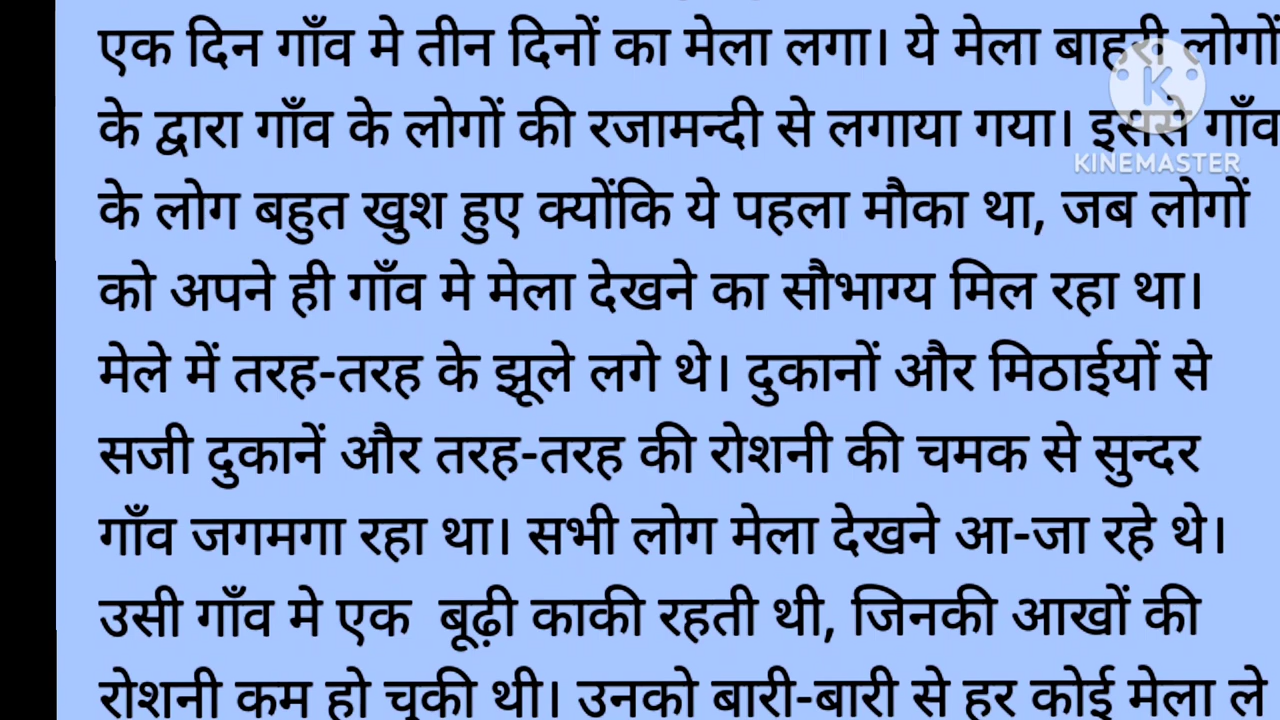 एक दिन गाँव मे तीन दिनों का मेला लगा। ये मेला बाहरी लोगों
के द्वारा गाँव के लोगों की रजामन्दी से लगाया गया। इससे गाँव
KINEMASTER
के लोग बहुत खुश हुए क्योंकि ये पहला मौका था, जब लोगों
को अपने ही गाँव मे मेला देखने का सौभाग्य मिल रहा था।
मेले में तरह-तरह के झूले लगे थे। दुकानों और मिठाईयों से
सजी दुकानें और तरह-तरह की रोशनी की चमक से सुन्दर
गाँव जगमगा रहा था। सभी लोग मेला देखने आ-जा रहे थे।
उसी गाँव मे एक बूढ़ी काकी रहती थी, जिनकी आखों की
रोशनी कम हो चुकी थी। उनको बारी-बारी से हर कोई मेला ले